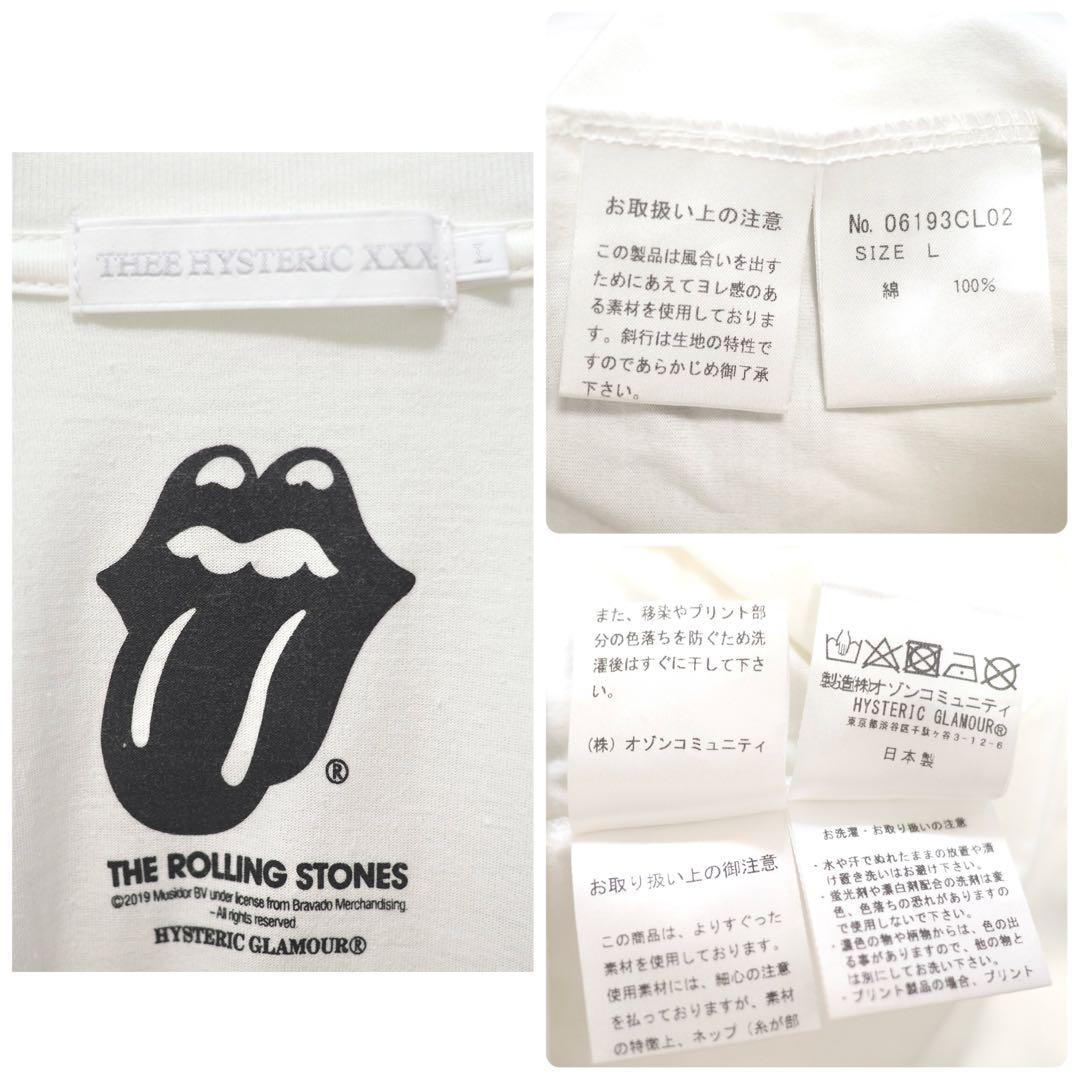 THEE HYSTERIC XXX
L
®
THE ROLLING STONES
©2019 Musidor BV under license from Bravado Merchandising.
-All rights reserved.
HYSTERIC GLAMOUR®
お取扱い上の注意
この製品は風合いを出す
ためにあえてヨレ感のあ
る素材を使用しておりま
す。斜行は生地の特性で
すのであらかじめ御了承
下さい。
No. 06193CL02
SIZE L
綿 100%
また、移染やプリント部
分の色落ちを防ぐため洗
濯後はすぐに干して下さ
い。
(株) オゾンコミュニティ
製造㈱オゾンコミュニティ
HYSTERIC GLAMOUR®
東京都渋谷区千駄ヶ谷3-12-6
日本製
お取り扱い上の御注意
この商品は、よりすぐった
素材を使用しております。
使用素材には、細心の注意
を払っておりますが、素材
の特徴上、ネップ（糸が部
お洗濯・お取り扱いの注意
・水や汗でぬれたままの放置や漬
け置き洗いはお避け下さい。
・蛍光剤や漂白剤配合の洗剤は変
色、色落ちの恐れがありますの
で使用しないで下さい。
・濃色の物や柄物からは、色の出
る事がありますので、他の物と
は別にしてお洗い下さい。
・プリント製品の場合、プリント